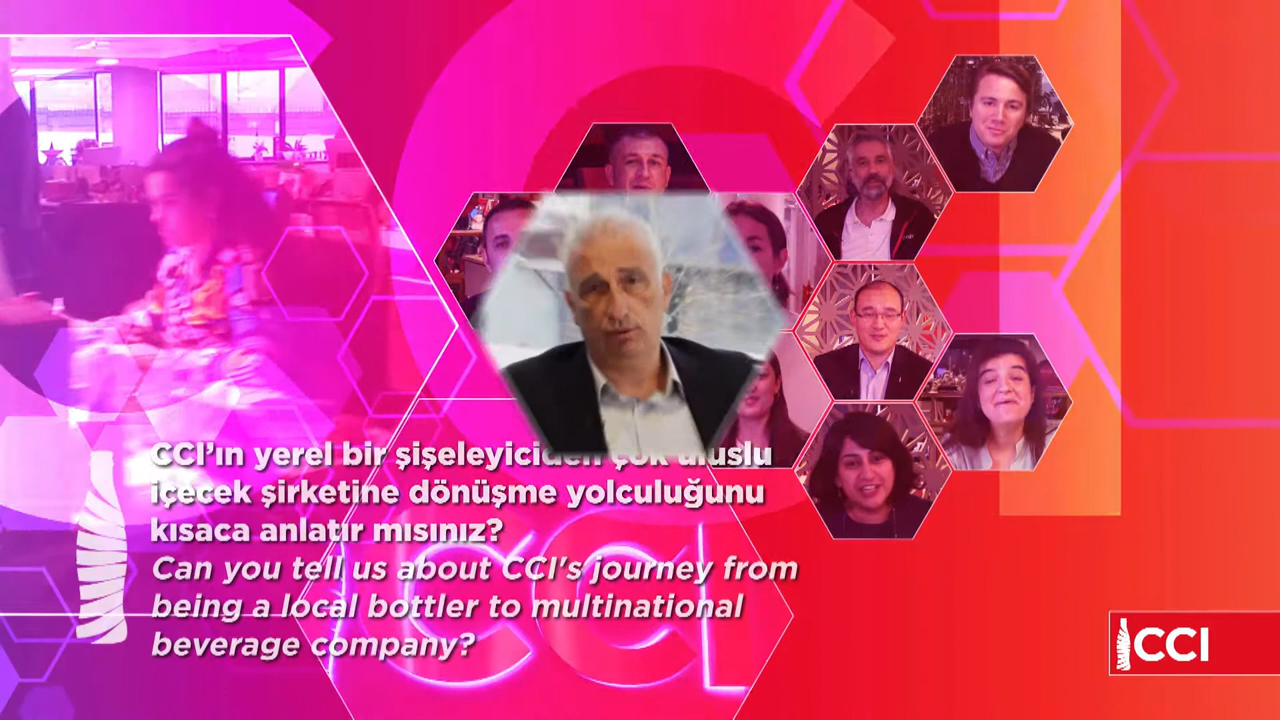 CCI’ın yerel bir şişeleyiciden çok uluslu
içecek şirketine dönüşme yolculuğunu
kısaca anlatır mısınız?
Can you tell us about CCI's journey from
being a local bottler to multinational
beverage company?
CCI
CCI